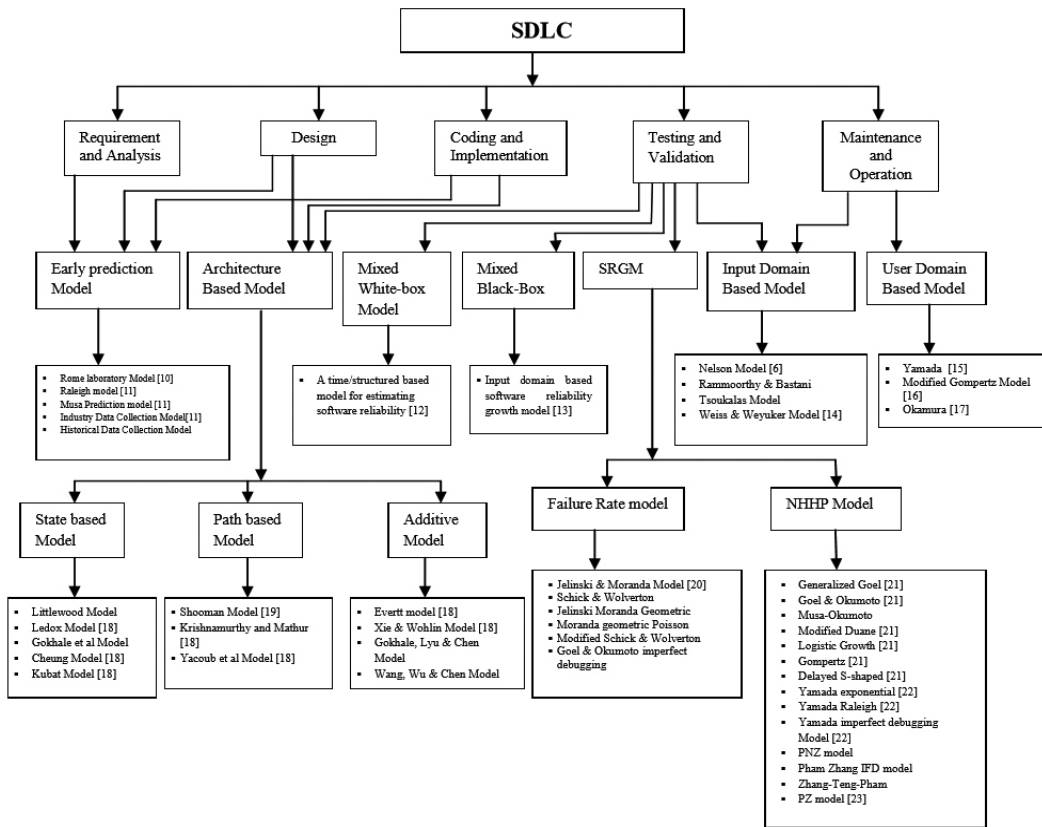 SDLC
Requirement
and Analysis
Design
Coding and
Implementation
Testing and
Validation
Maintenance
and
Operation
Early prediction
Model
Architecture
Based Model
Mixed
White-box
Model
Mixed
Black-Box
SRGM
Input Domain
Based Model
User Domain
Based Model
▪ Rome laboratory Model [10]
▪ Raleigh model [11]
▪ Musa Prediction model [11]
▪ Industry Data Collection Model[11]
▪ Historical Data Collection Model
▪ A time/structured based
model for estimating
software reliability [12]
▪ Input domain based
software reliability
growth model [13]
▪ Nelson Model [6]
▪ Rammoorthy & Bastani
▪ Tsoukalas Model
▪ Weiss & Weyuker Model [14]
▪ Yamada [15]
▪ Modified Gompertz Model
[16]
▪ Okamura [17]
State based
Model
Path based
Model
Additive
Model
Failure Rate model
NHHP Model
▪ Littlewood Model
▪ Ledox Model [18]
▪ Gokhale et al Model
▪ Cheung Model [18]
▪ Kubat Model [18]
▪ Shooman Model [19]
▪ Krishnamurthy and Mathur
[18]
▪ Yacoub et al Model [18]
▪ Evertt model [18]
▪ Xie & Wohlin Model [18]
▪ Gokhale, Lyu & Chen
Model
▪ Wang, Wu & Chen Model
▪ Jelinski & Moranda Model [20]
▪ Schick & Wolverton
▪ Jelinski Moranda Geometric
▪ Moranda geometric Poisson
▪ Modified Schick & Wolverton
▪ Goel & Okumoto imperfect
debugging
▪ Generalized Goel [21]
▪ Goel & Okumoto [21]
▪ Musa-Okumoto
▪ Modified Duane [21]
▪ Logistic Growth [21]
▪ Gompertz [21]
▪ Delayed S-shaped [21]
▪ Yamada exponential [22]
▪ Yamada Raleigh [22]
▪ Yamada imperfect debugging
Model [22]
▪ PNZ model
▪ Pham Zhang IFD model
▪ Zhang-Teng-Pham
▪ PZ model [23]